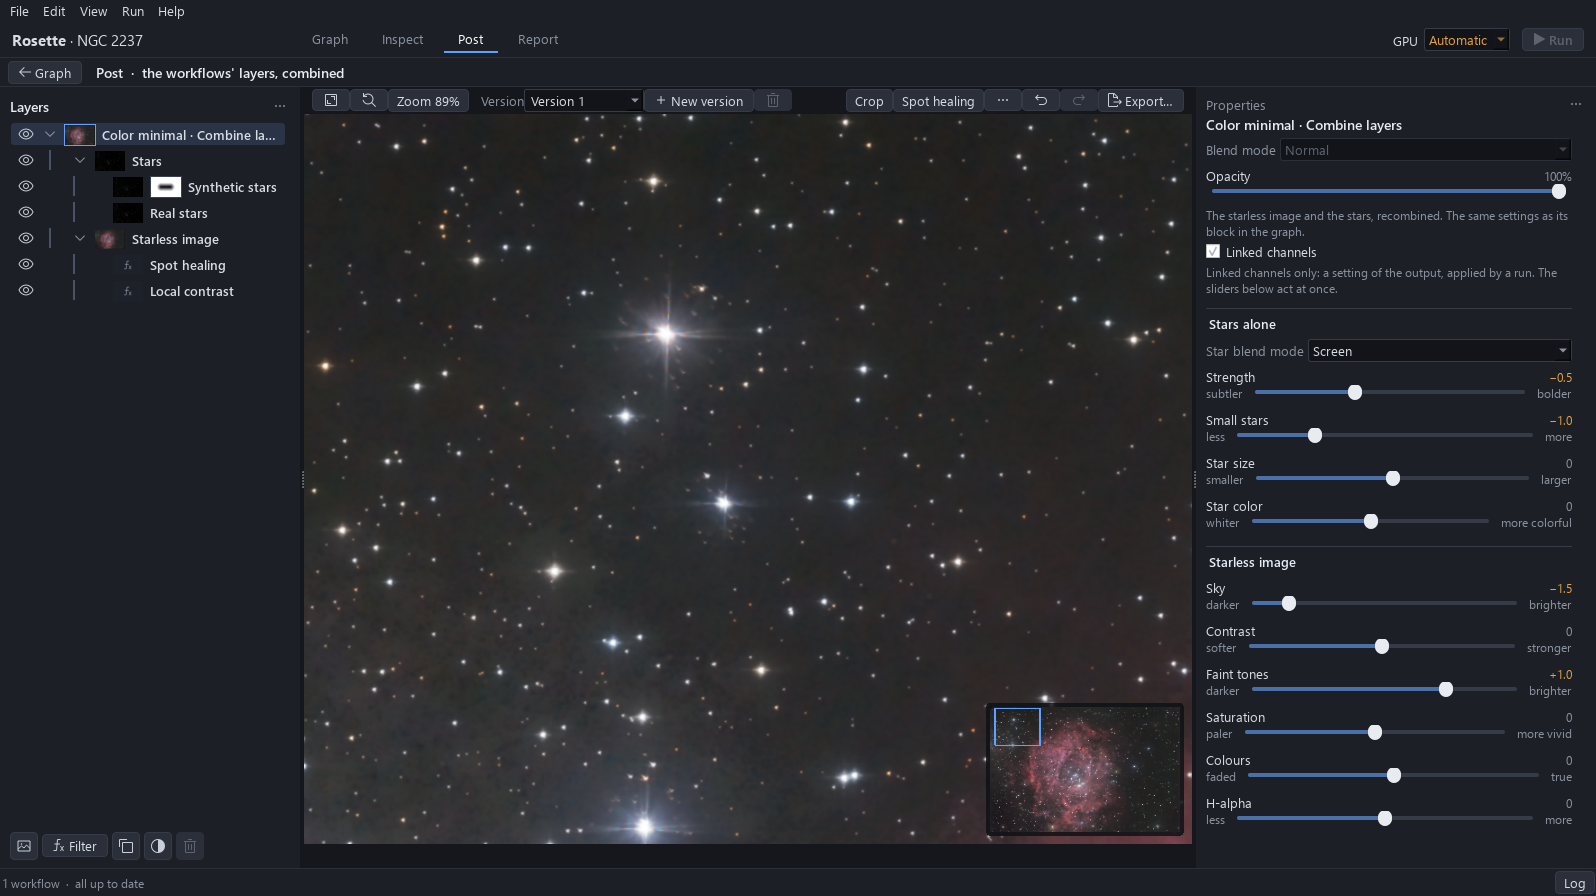 File Edit View Run Help
Rosette · NGC 2237
Graph Inspect Post Report
GPU Automatic Run
Graph
Post · the workflows' layers, combined
Layers ...
Color minimal · Combine la...
Stars
Synthetic stars
Real stars
Starless image
fx Spot healing
fx Local contrast
fx Filter
Zoom 89% Version Version 1 + New version
Crop Spot healing ... Export...
Properties ...
Color minimal · Combine layers
Blend mode Normal
Opacity 100%
The starless image and the stars, recombined. The same settings as its
block in the graph.
Linked channels
Linked channels only: a setting of the output, applied by a run. The
sliders below act at once.
Stars alone
Star blend mode Screen
Strength −0.5
subtler bolder
Small stars −1.0
less more
Star size 0
smaller larger
Star color 0
whiter more colorful
Starless image
Sky −1.5
darker brighter
Contrast 0
softer stronger
Faint tones +1.0
darker brighter
Saturation 0
paler more vivid
Colours 0
faded true
H-alpha 0
less more
1 workflow · all up to date
Log